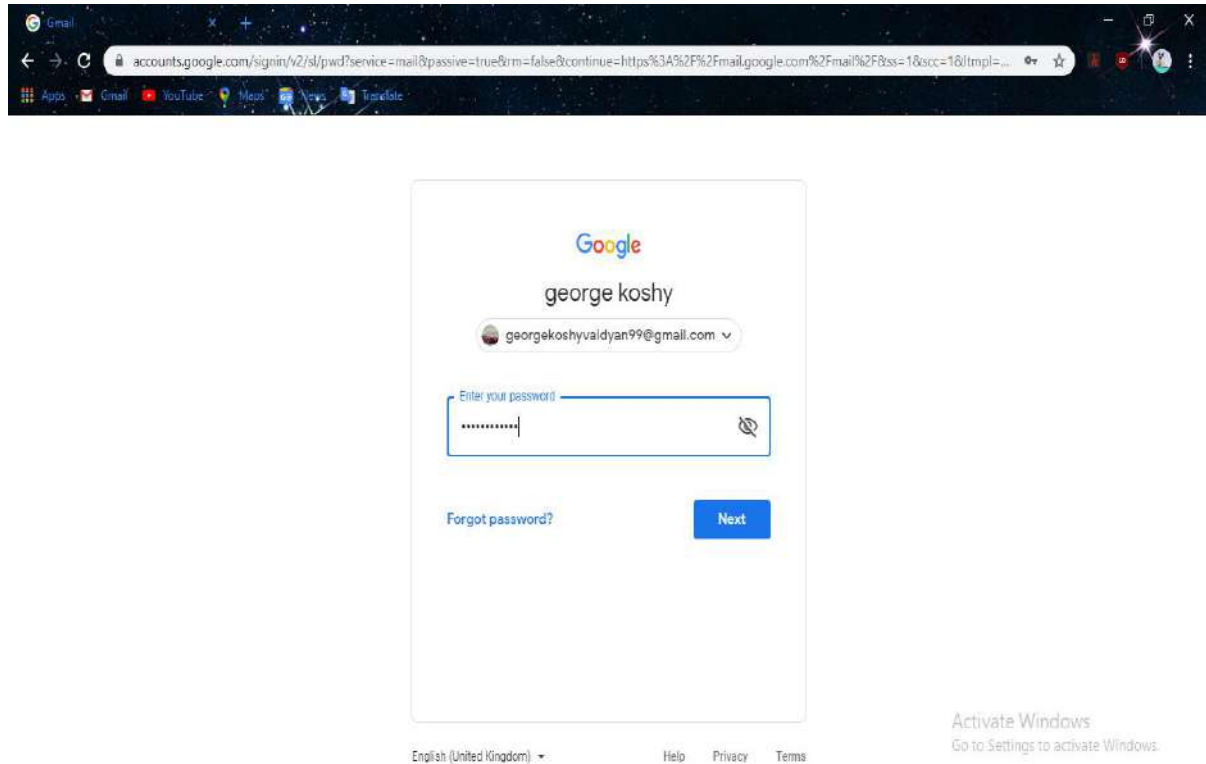 Gmail
accounts.google.com/signin/v2/sl/pwd?service=mail&passive=true&rm=false&continue=https%3A%2F%2Fmail.google.com%2Fmail%2F&ss=1&scc=1&ltmpl=...
Apps Gmail YouTube Maps News Translate
Google
george koshy
georgekoshyvaidyan99@gmail.com
Enter your password
••••••••••••
Forgot password? Next
Activate Windows
Go to Settings to activate Windows.
English (United Kingdom) Help Privacy Terms